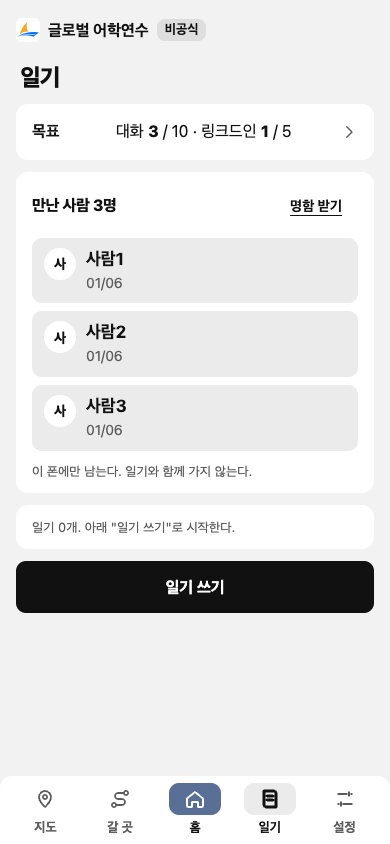 글로벌 어학연수 비공식
일기
목표 대화 3 / 10 · 링크드인 1 / 5
만난 사람 3명 명함 받기
사 사람1
01/06
사 사람2
01/06
사 사람3
01/06
이 폰에만 남는다. 일기와 함께 가지 않는다.
일기 0개. 아래 "일기 쓰기"로 시작한다.
일기 쓰기
지도 갈 곳 홈 일기 설정